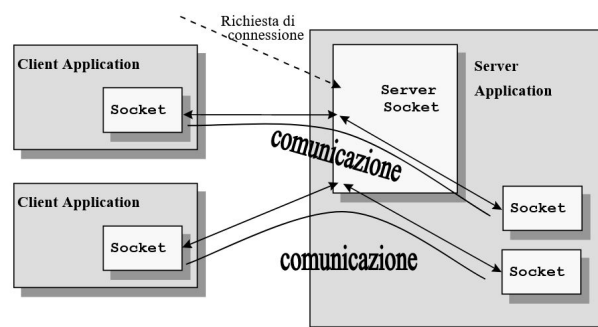 Richiesta di
connessione
Client Application
Socket
Server
Socket
Server
Application
comunicazione
Client Application
Socket
Socket
comunicazione
Socket